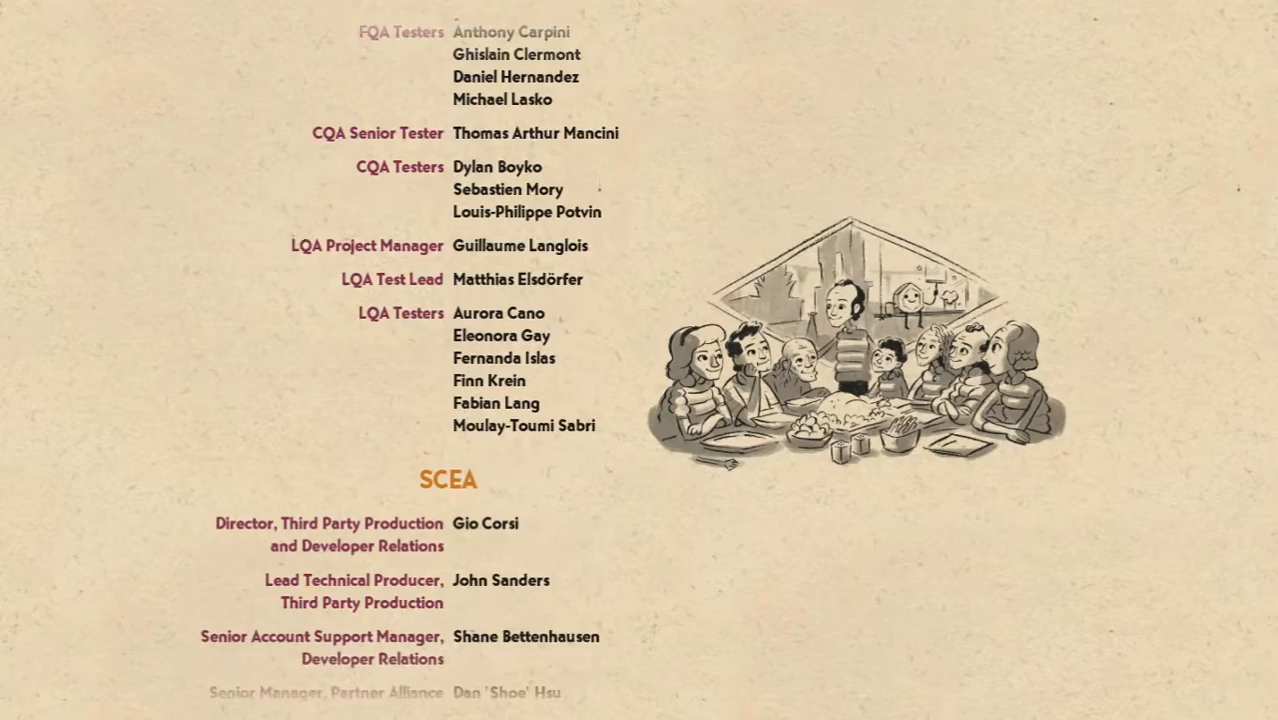 FQA Testers Anthony Carpini
Ghislain Clermont
Daniel Hernandez
Michael Lasko
CQA Senior Tester Thomas Arthur Mancini
CQA Testers Dylan Boyko
Sebastien Mory
Louis-Philippe Potvin
LQA Project Manager Guillaume Langlois
LQA Test Lead Matthias Elsdörfer
LQA Testers Aurora Cano
Eleonora Gay
Fernanda Islas
Finn Krein
Fabian Lang
Moulay-Toumi Sabri
SCEA
Director, Third Party Production Gio Corsi
and Developer Relations
Lead Technical Producer, John Sanders
Third Party Production
Senior Account Support Manager, Shane Bettenhausen
Developer Relations
Senior Manager, Partner Alliance Dan 'Shoe' Hsu